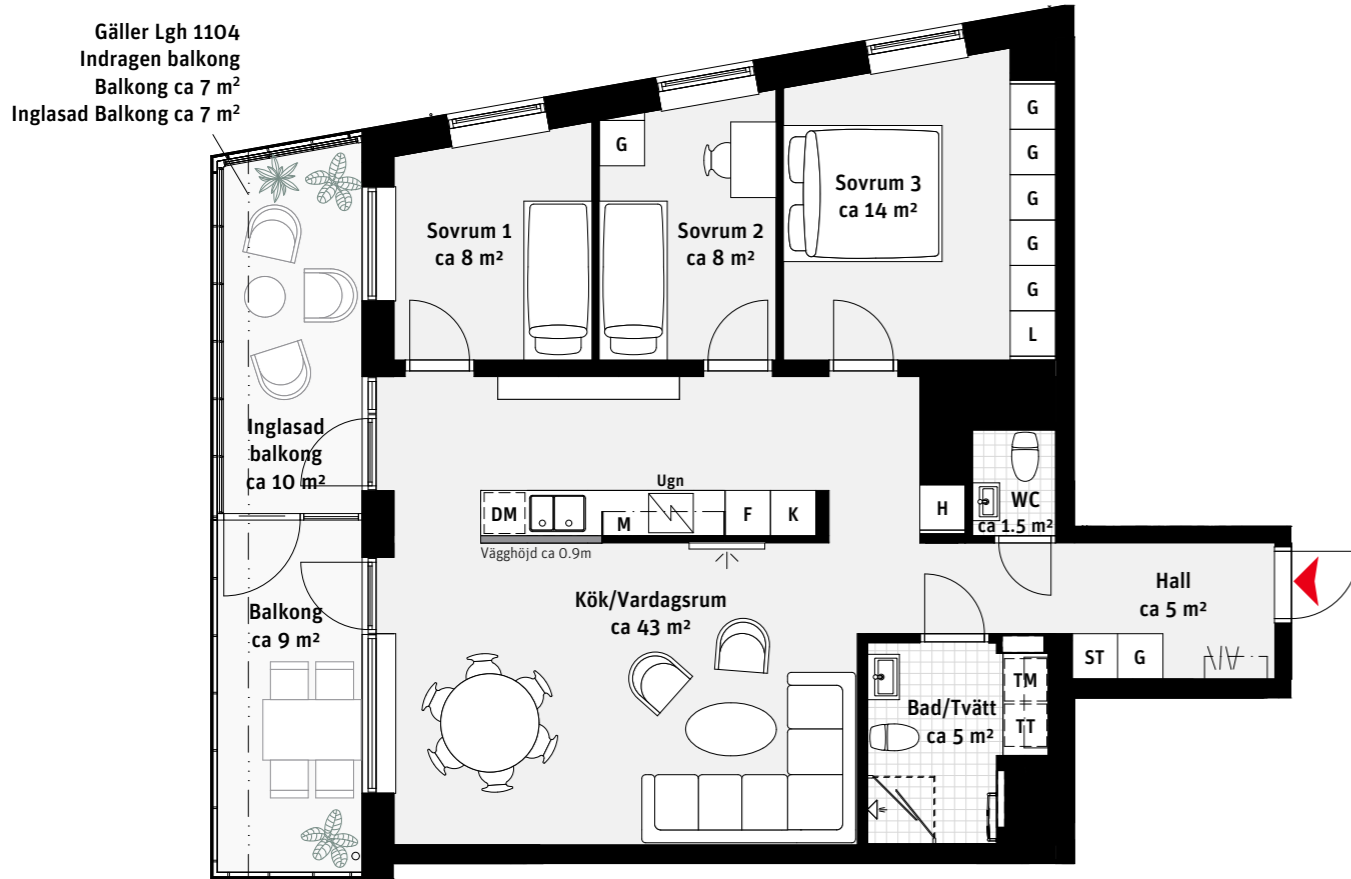 Gäller Lgh 1104
Indragen balkong
Balkong ca 7 m²
Inglasad Balkong ca 7 m²
Sovrum 1
ca 8 m²
G
Sovrum 2
ca 8 m²
Sovrum 3
ca 14 m²
G
G
G
G
G
L
Inglasad
balkong
ca 10 m²
Ugn
DM
M
F
K
Vägghöjd ca 0.9m
H
WC
ca 1.5 m²
Balkong
ca 9 m²
Kök/Vardagsrum
ca 43 m²
Hall
ca 5 m²
ST
G
Bad/Tvätt
ca 5 m²
TM
TT